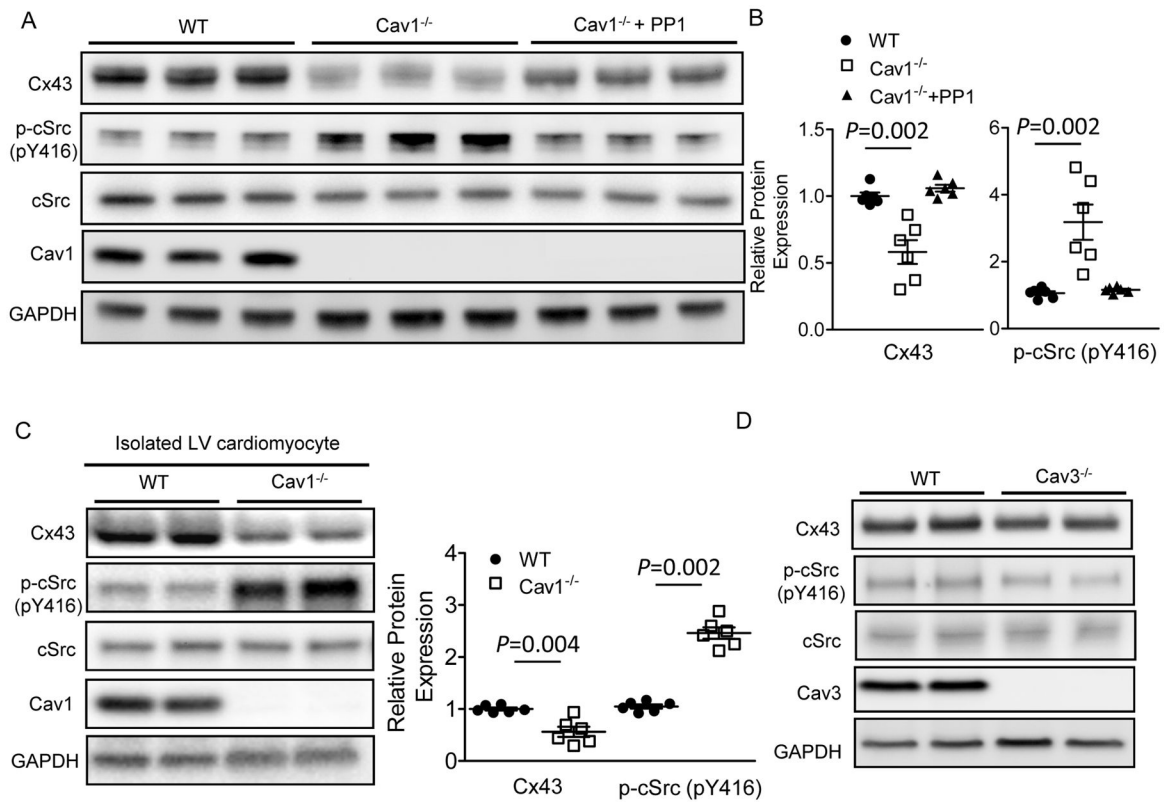 A
WT Cav1-/- Cav1-/- + PP1
Cx43
p-cSrc
(pY416)
cSrc
Cav1
GAPDH
B
WT
Cav1-/-
Cav1-/-+PP1
Relative Protein
Expression
1.5
1.0
0.5
0.0
P=0.002
Cx43
6
4
2
0
P=0.002
p-cSrc (pY416)
C
Isolated LV cardiomyocyte
WT Cav1-/-
Cx43
p-cSrc
(pY416)
cSrc
Cav1
GAPDH
Relative Protein
Expression
4
3
2
1
0
WT
Cav1-/-
P=0.004
P=0.002
Cx43 p-cSrc (pY416)
D
WT Cav3-/-
Cx43
p-cSrc
(pY416)
cSrc
Cav3
GAPDH